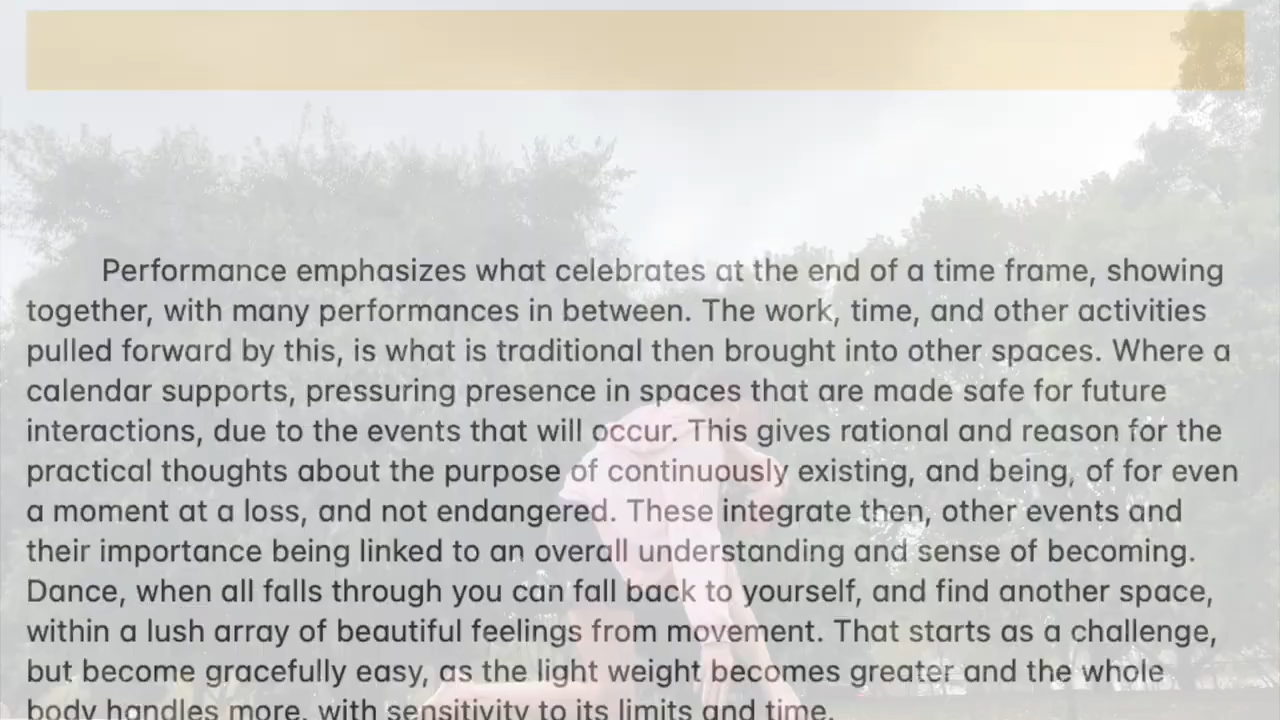 Performance emphasizes what celebrates at the end of a time frame, showing
together, with many performances in between. The work, time, and other activities
pulled forward by this, is what is traditional then brought into other spaces. Where a
calendar supports, pressuring presence in spaces that are made safe for future
interactions, due to the events that will occur. This gives rational and reason for the
practical thoughts about the purpose of continuously existing, and being, of for even
a moment at a loss, and not endangered. These integrate then, other events and
their importance being linked to an overall understanding and sense of becoming.
Dance, when all falls through you can fall back to yourself, and find another space,
within a lush array of beautiful feelings from movement. That starts as a challenge,
but become gracefully easy, as the light weight becomes greater and the whole
body handles more, with sensitivity to its limits and time.